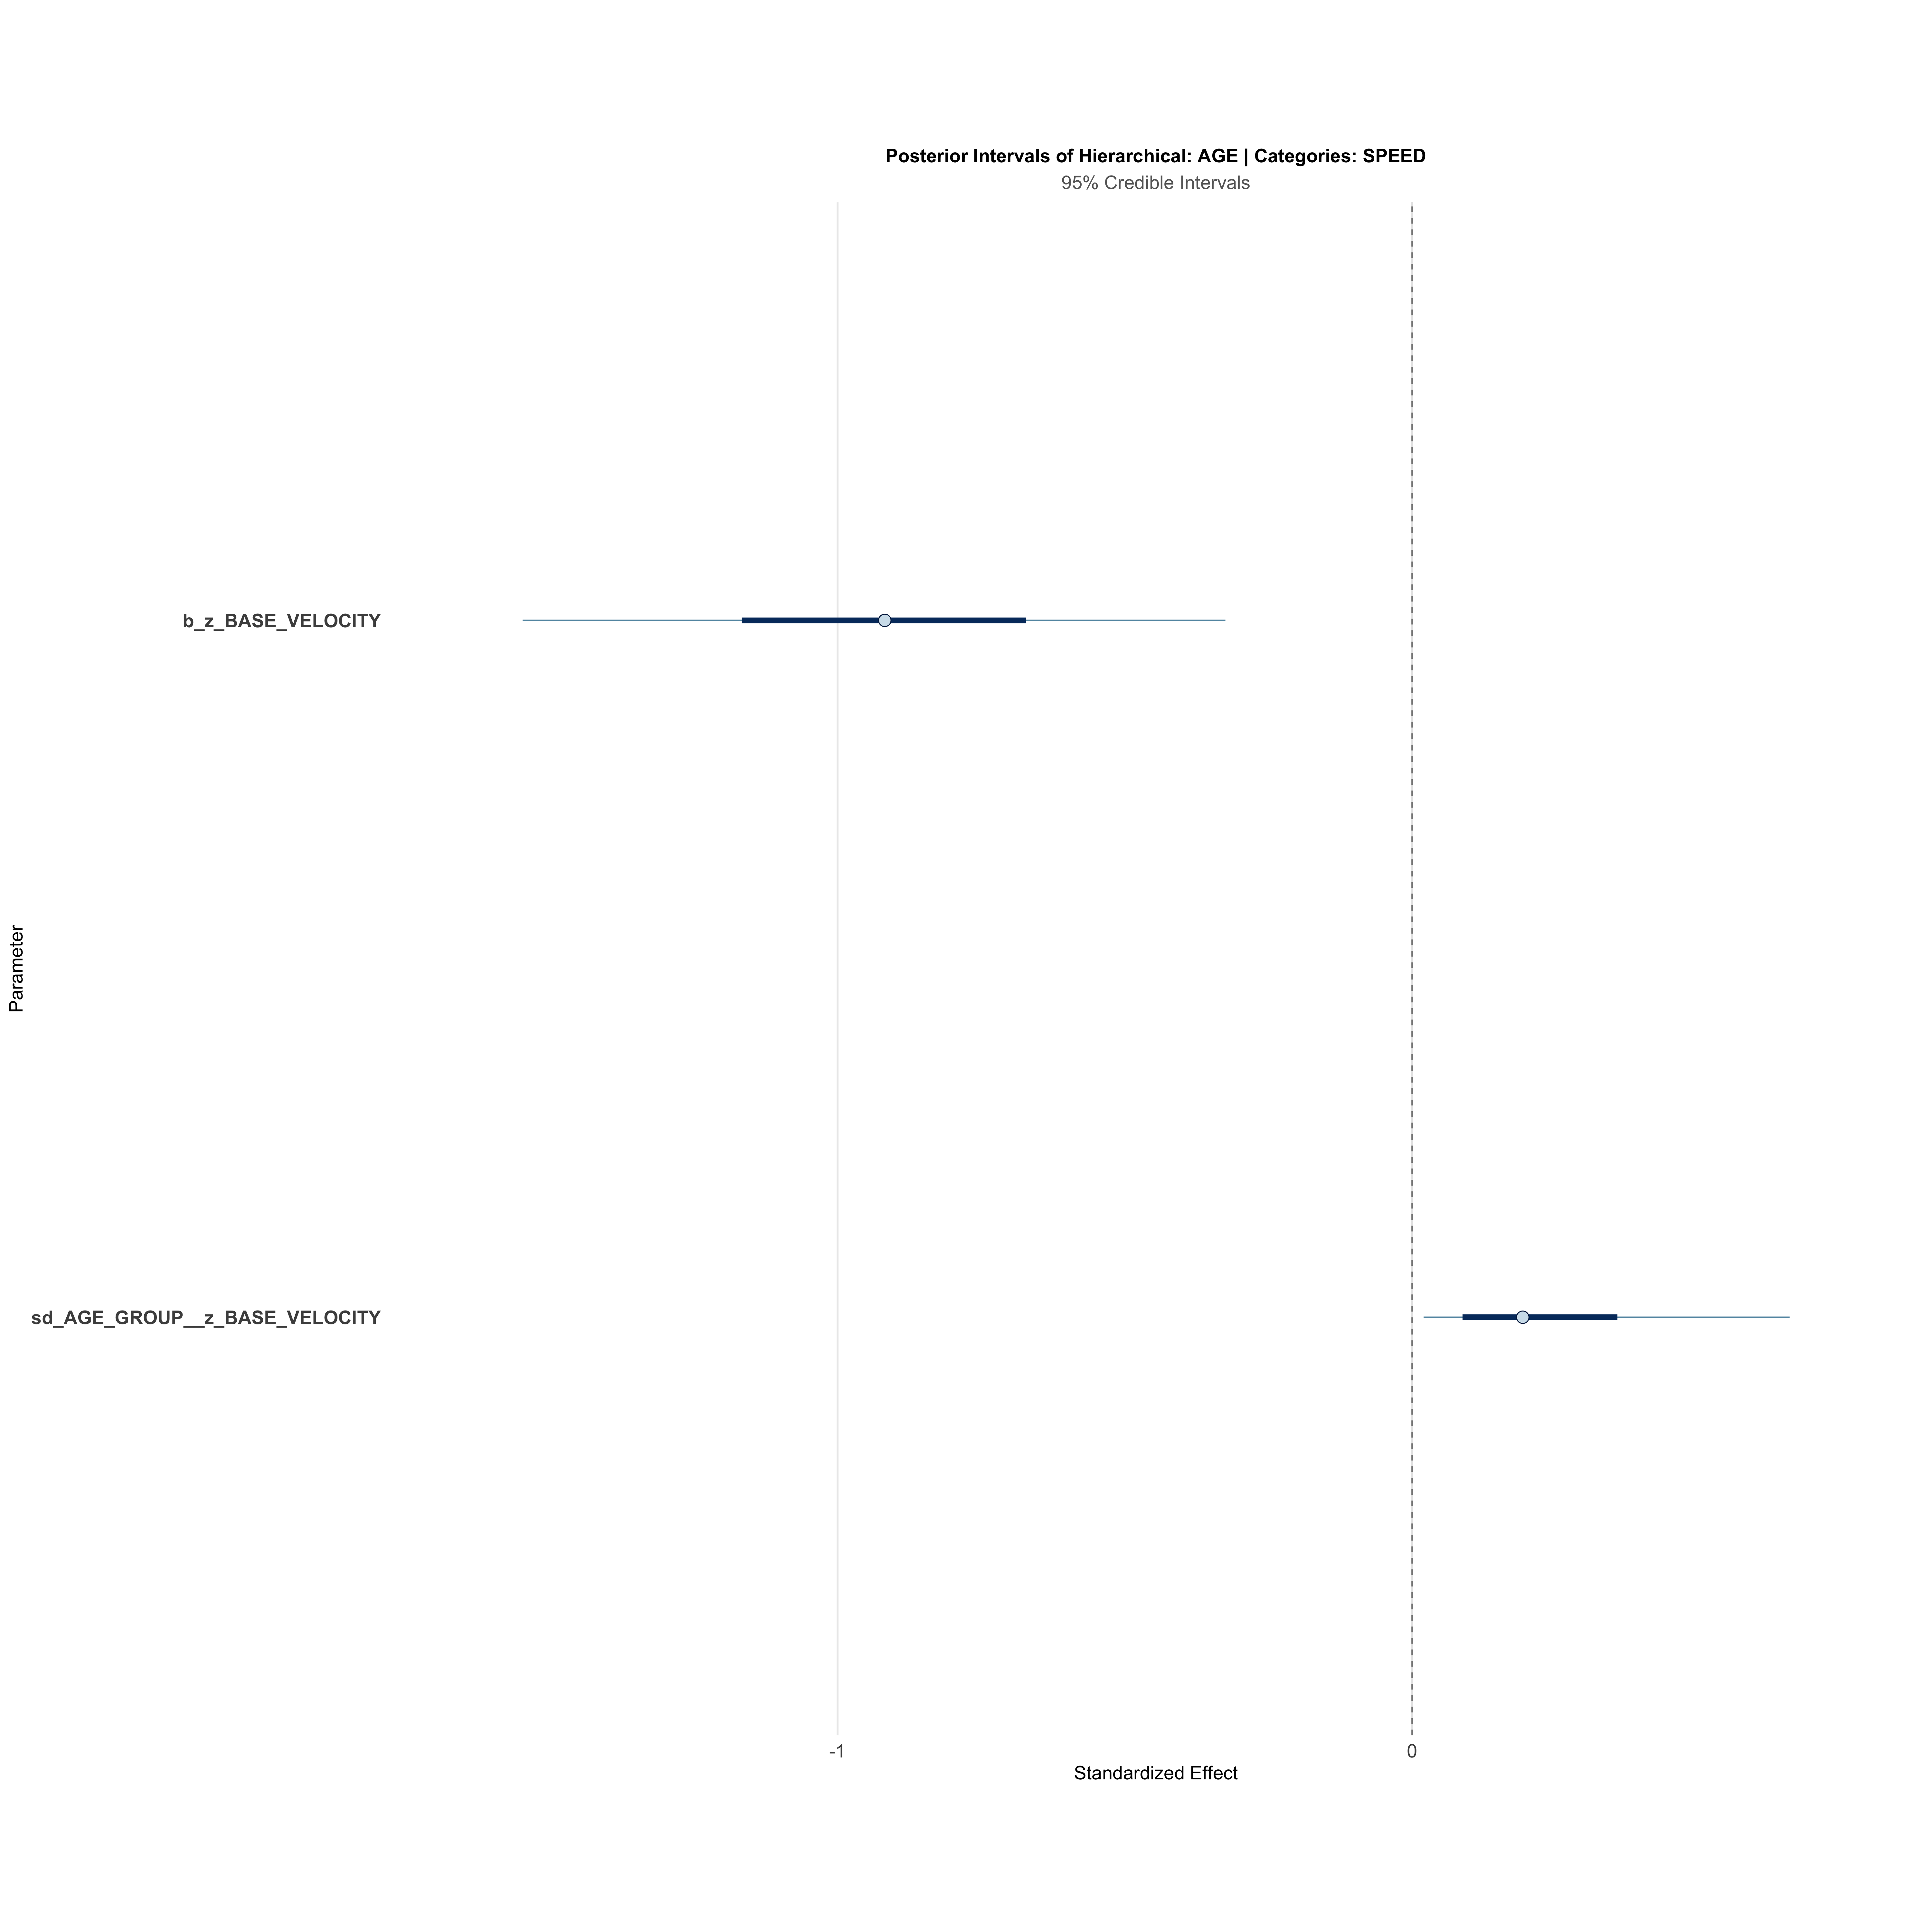 Posterior Intervals of Hierarchical: AGE | Categories: SPEED
95% Credible Intervals
Parameter
b_z_BASE_VELOCITY
sd_AGE_GROUP__z_BASE_VELOCITY
-1
0
Standardized Effect